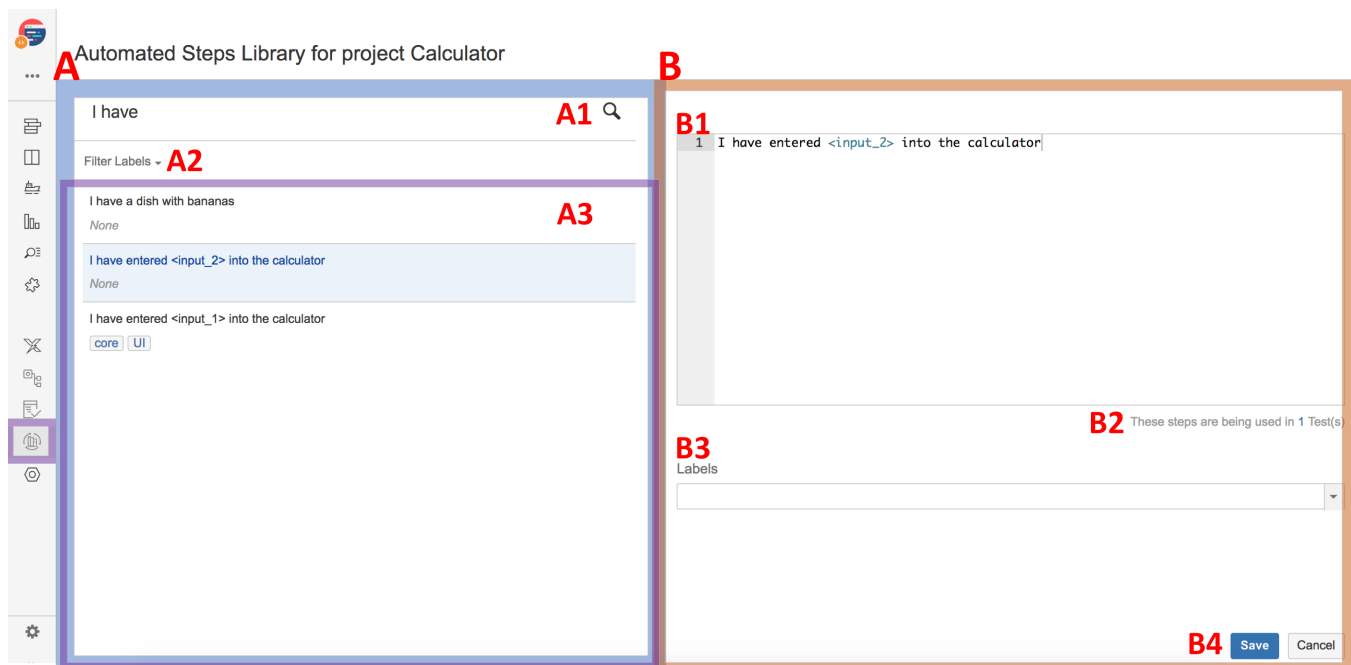 Automated Steps Library for project Calculator
A
B
I have
A1
Filter Labels
A2
I have a dish with bananas
None
A3
I have entered <input_2> into the calculator
None
I have entered <input_1> into the calculator
core UI
B1
1 I have entered <input_2> into the calculator
B2 These steps are being used in 1 Test(s)
B3
Labels
B4 Save Cancel